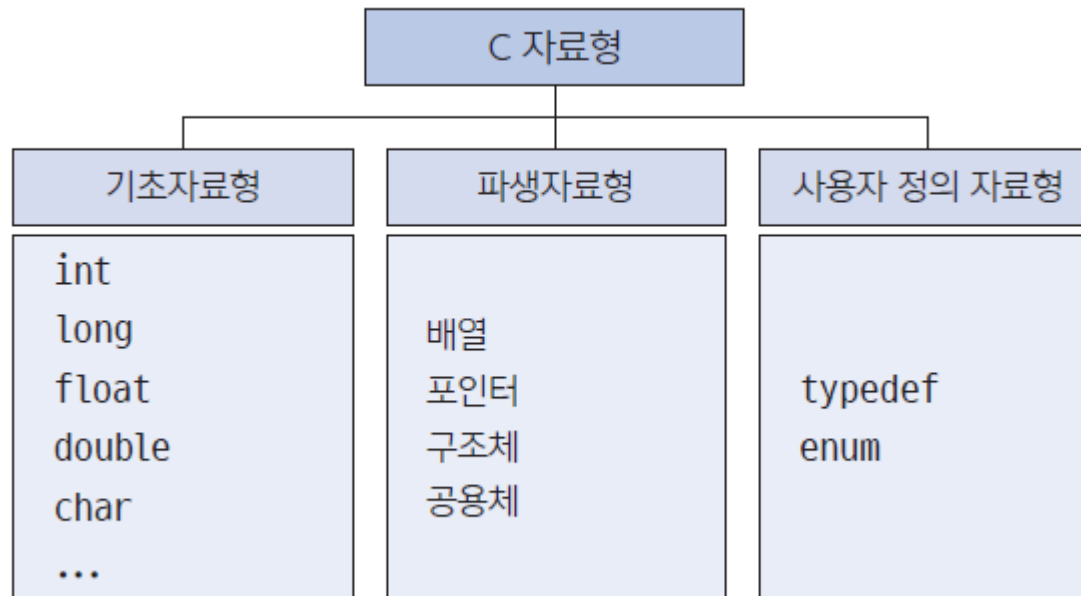 C 자료형
기초자료형
int
long
float
double
char
...
파생자료형
배열
포인터
구조체
공용체
사용자 정의 자료형
typedef
enum